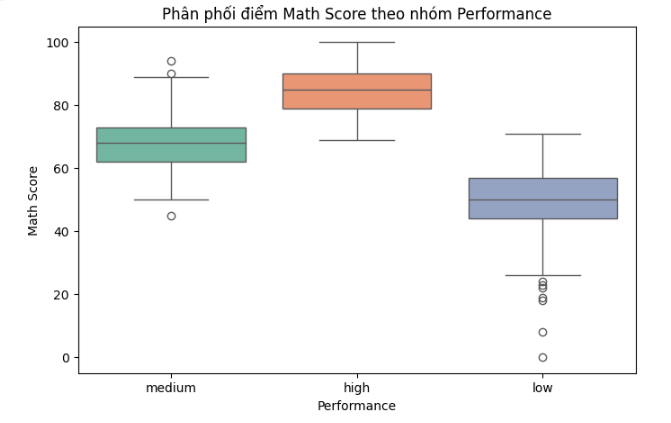 Phân phối điểm Math Score theo nhóm Performance
100
80
60
40
20
0
Math Score
medium
high
low
Performance